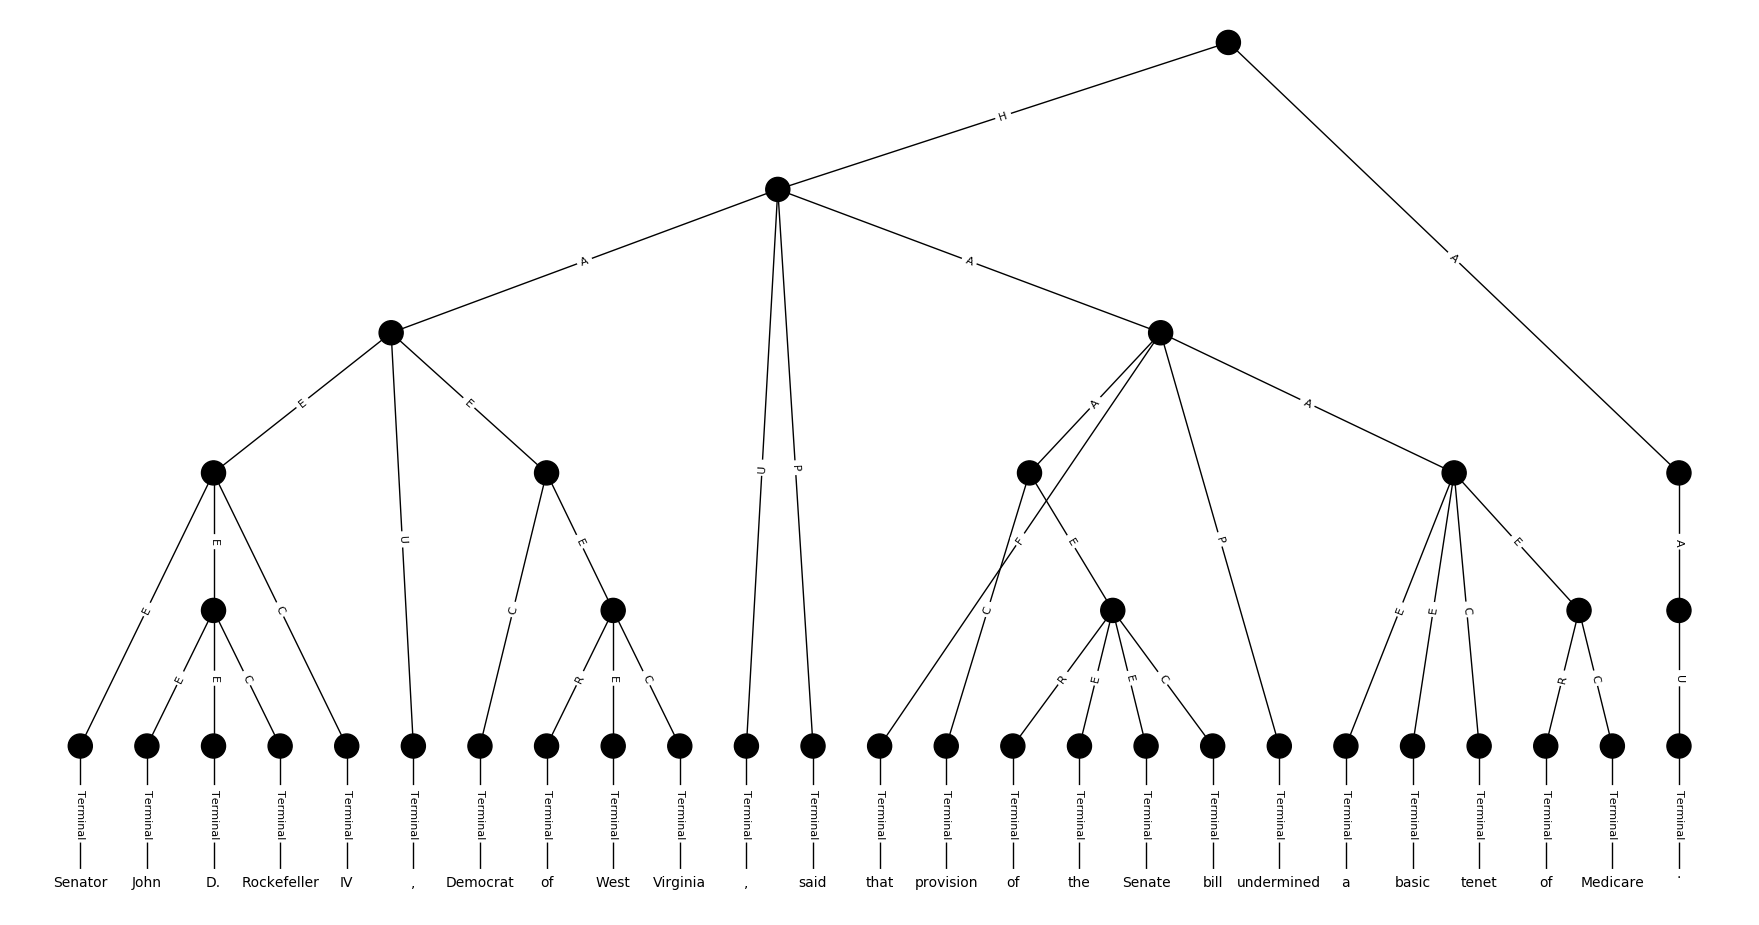 H
A
A
A
E
E
A
A
E
U
E
F
E
P
E
A
U
P
E
C
C
C
E
E
C
E
E
C
R
E
C
R
E
E
C
R
C
U
Terminal Terminal Terminal Terminal Terminal Terminal Terminal Terminal Terminal Terminal Terminal Terminal Terminal Terminal Terminal Terminal Terminal Terminal Terminal Terminal Terminal Terminal Terminal Terminal Terminal
Senator John D. Rockefeller IV , Democrat of West Virginia , said that provision of the Senate bill undermined a basic tenet of Medicare .